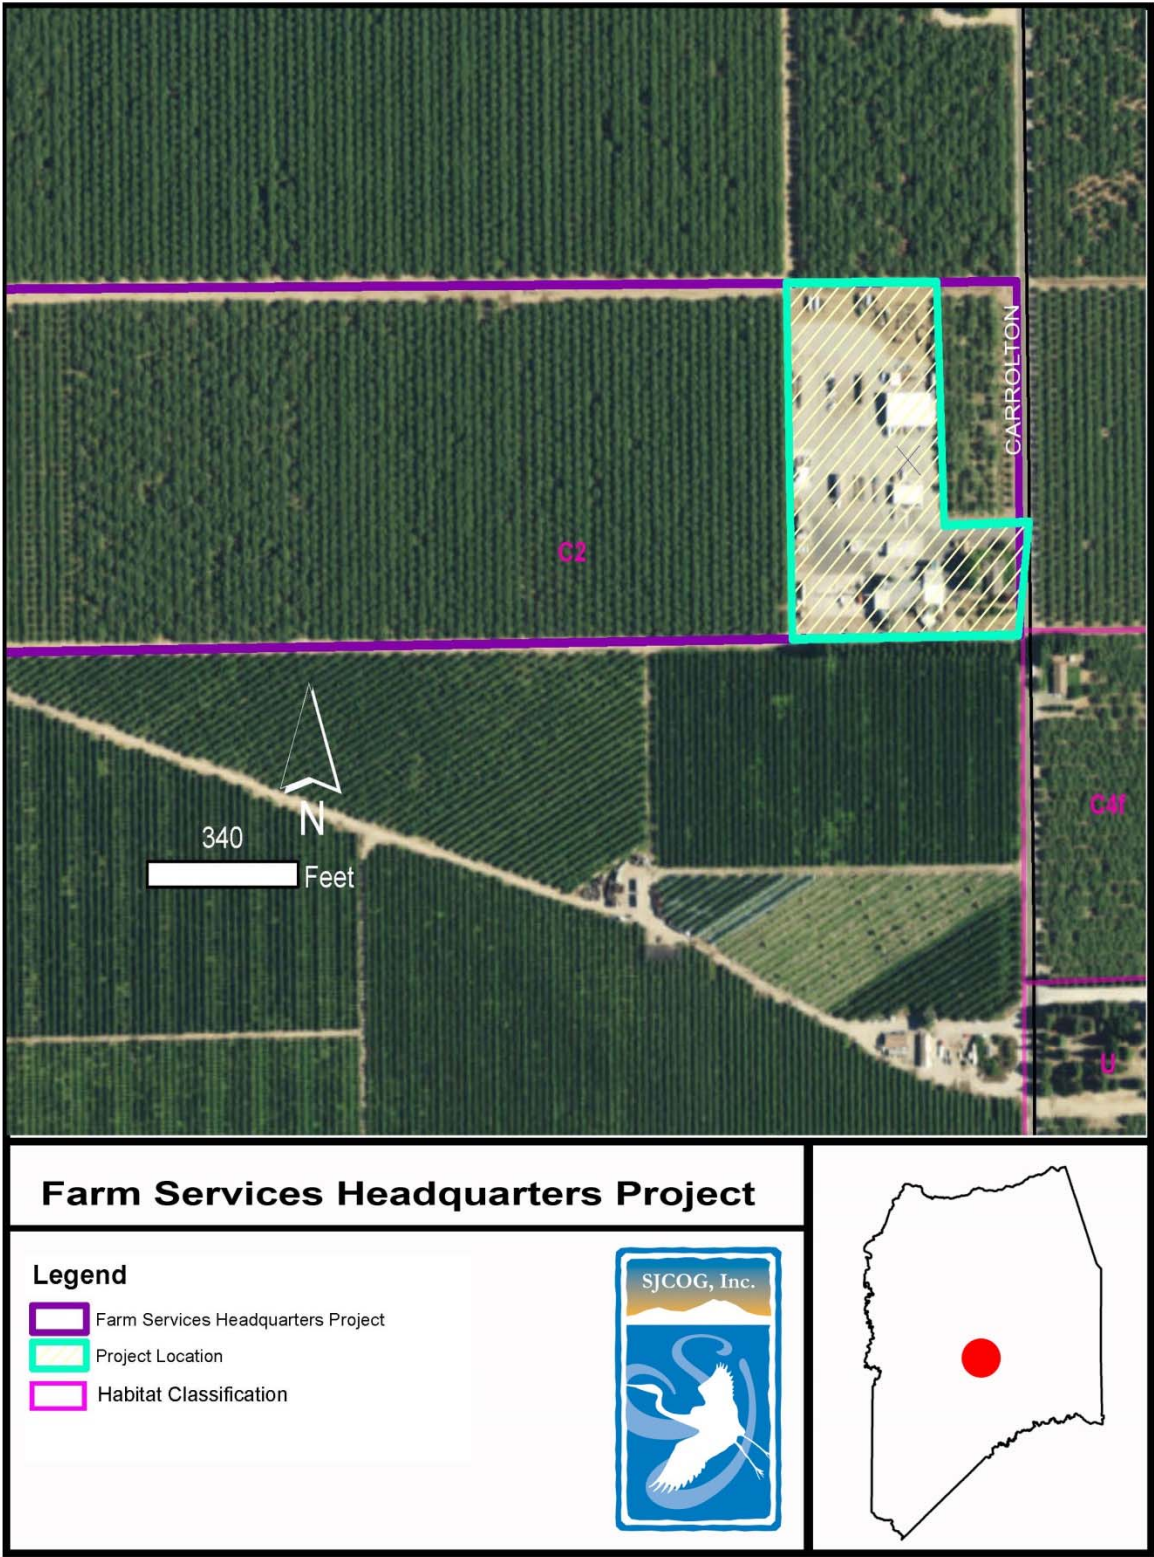 CARROLTON
C2
C4f
N
340
Feet
U
Farm Services Headquarters Project
Legend
Farm Services Headquarters Project
Project Location
Habitat Classification
SJCOG, Inc.